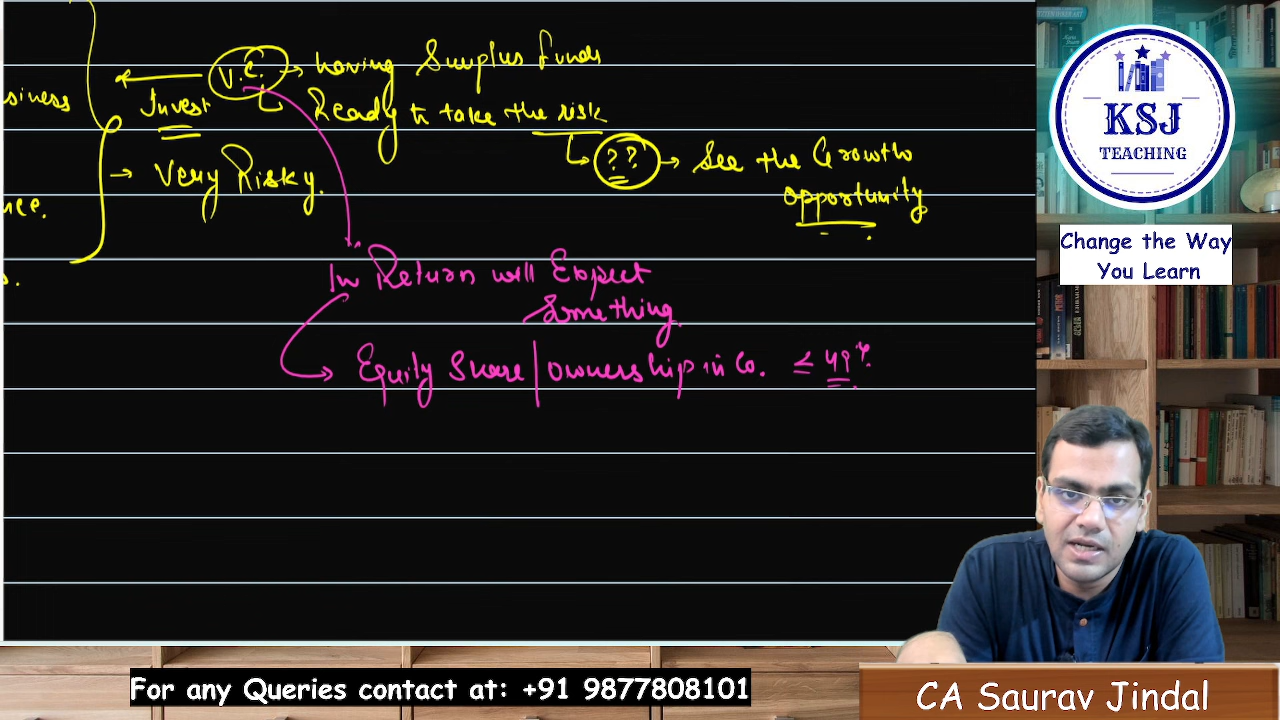 V.C. → having Surplus funds
siness
Invest
Ready to take the risk
→ Very Risky.
?? → See the Growth
opportunity
nce.
s.
In Return will Expect
Something.
Equity Share | ownership in Co. ≤ 49%.
KSJ
TEACHING
Change the Way
You Learn
For any Queries contact at: +91 9877808101
CA Saurav Jindal